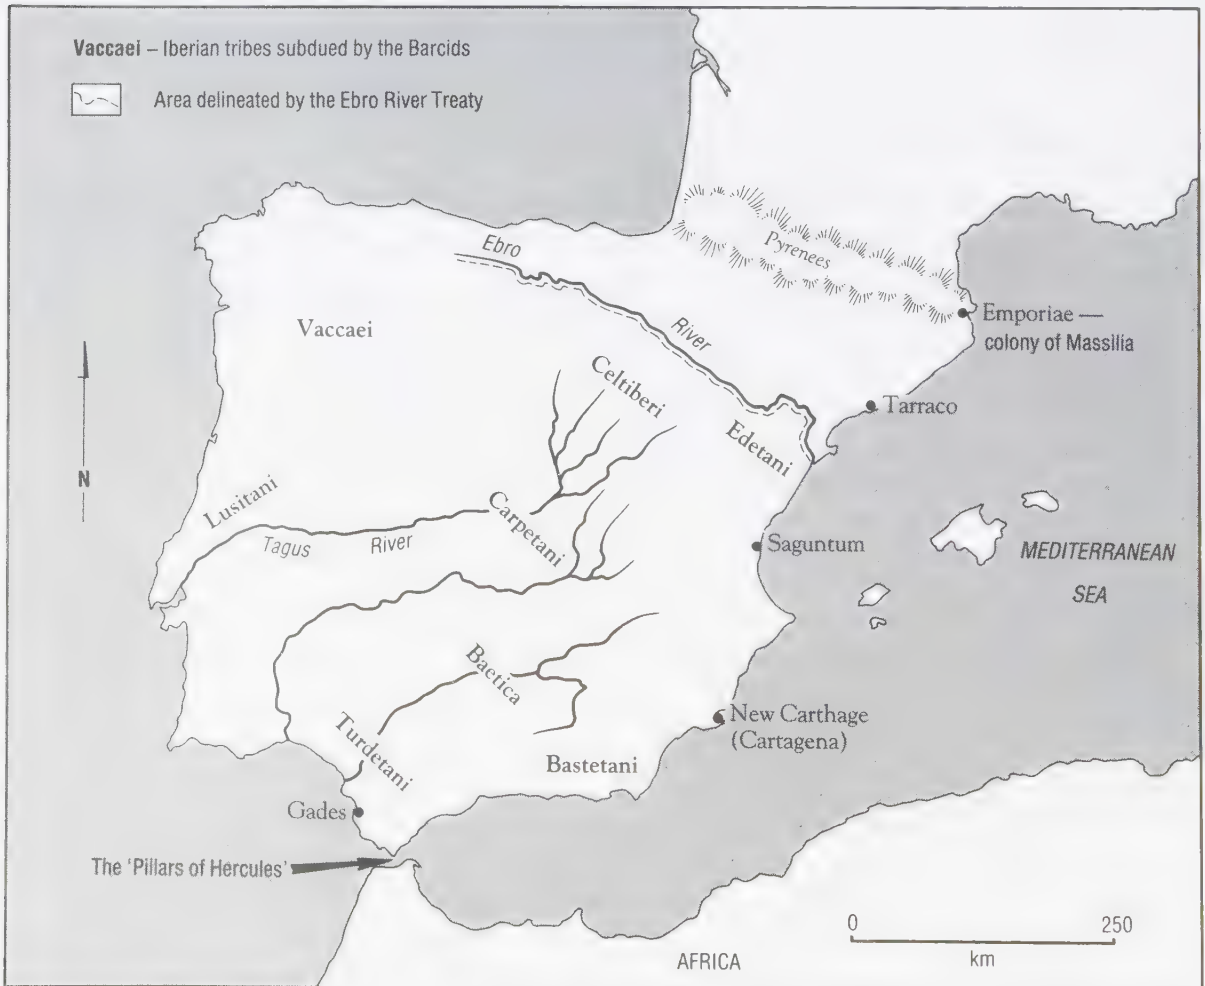 Vaccaei – Iberian tribes subdued by the Barcids
Area delineated by the Ebro River Treaty
Ebro
River
Pyrenees
Emporiae —
colony of Massilia
Vaccaei
Celtiberi
Tarraco
Edetani
N
Lusitani
Carpetani
Tagus River
Saguntum
MEDITERRANEAN
SEA
Baetica
New Carthage
(Cartagena)
Turdetani
Bastetani
Gades
The 'Pillars of Hercules'
0 250
km
AFRICA